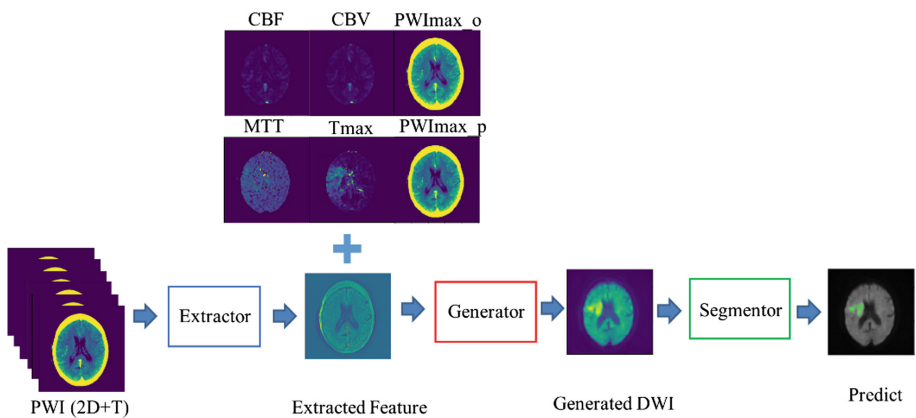 CBF CBV PWImax_o
MTT Tmax PWImax_p
Extractor Generator Segmentor
PWI (2D+T) Extracted Feature Generated DWI Predict